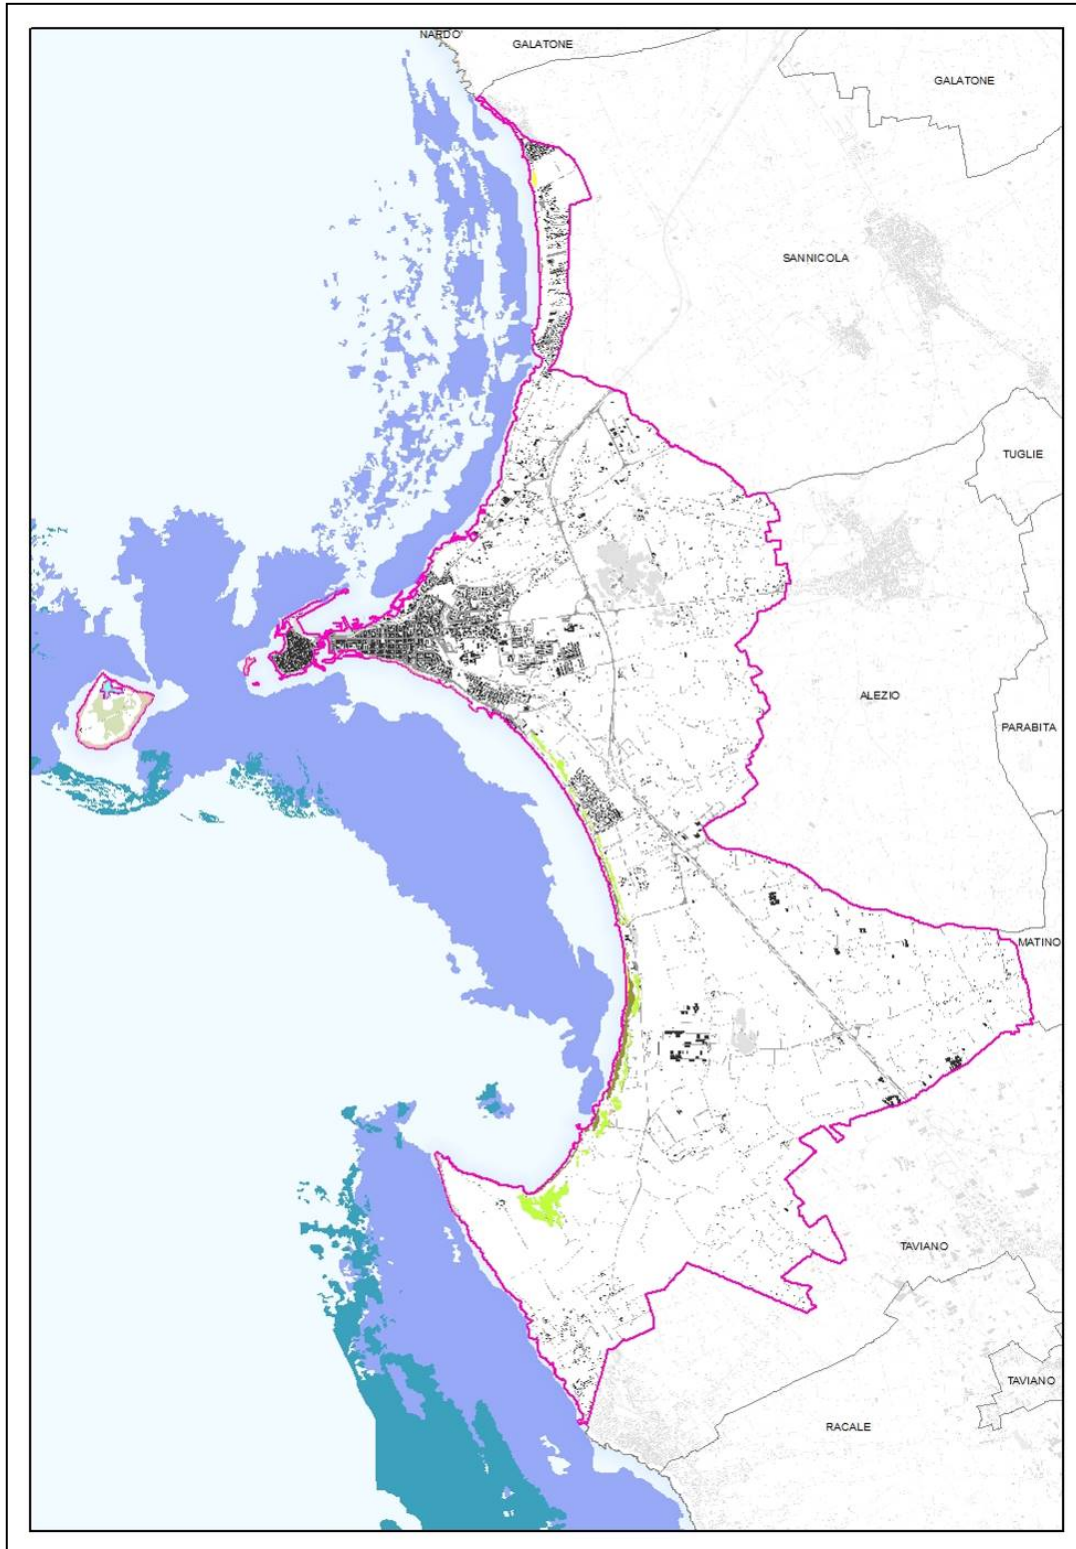 NARDO'
GALATONE
GALATONE
SANNICOLA
TUGLIE
ALEZIO
PARABITA
MATINO
TAVIANO
TAVIANO
RACALE